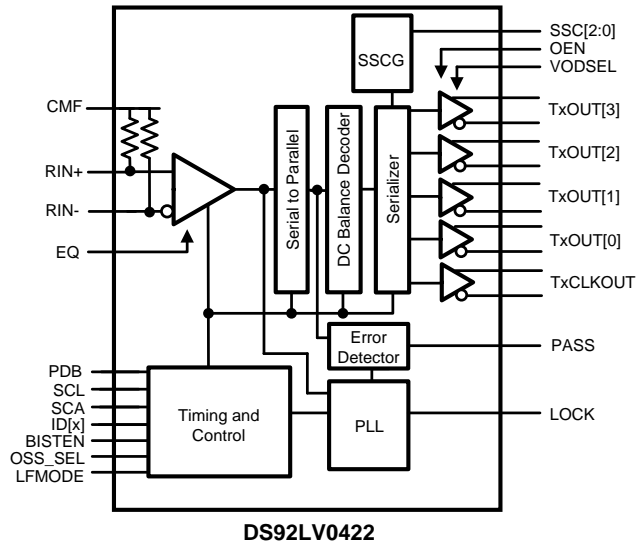 SSC[2:0]
OEN
VODSEL
SSCG
CMF
TxOUT[3]
RIN+
TxOUT[2]
Serial to Parallel
DC Balance Decoder
Serializer
TxOUT[1]
RIN-
TxOUT[0]
EQ
TxCLKOUT
Error
Detector
PASS
PDB
SCL
SCA
ID[x]
BISTEN
OSS_SEL
LFMODE
Timing and
Control
PLL
LOCK
DS92LV0422